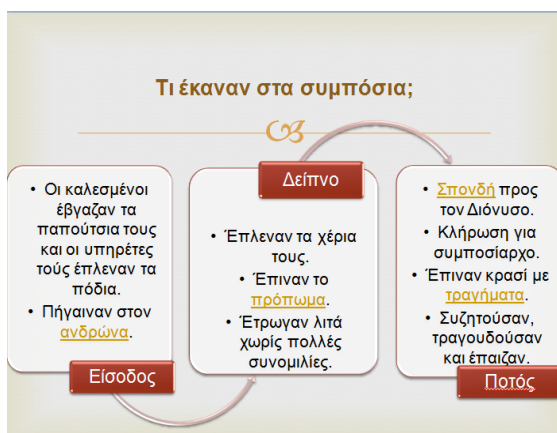 Τι έκαναν στα συμπόσια;
• Οι καλεσμένοι
έβγαζαν τα
παπούτσια τους
και οι υπηρέτες
τούς έπλεναν τα
πόδια.
• Πήγαιναν στον
ανδρώνα.
Είσοδος
Δείπνο
• Έπλεναν τα χέρια
τους.
• Έπιναν το
πρόπωμα.
• Έτρωγαν λιτά
χωρίς πολλές
συνομιλίες.
• Σπονδή προς
τον Διόνυσο.
• Κλήρωση για
συμποσίαρχο.
• Έπιναν κρασί με
τραγήματα.
• Συζητούσαν,
τραγουδούσαν
και έπαιζαν.
Ποτός